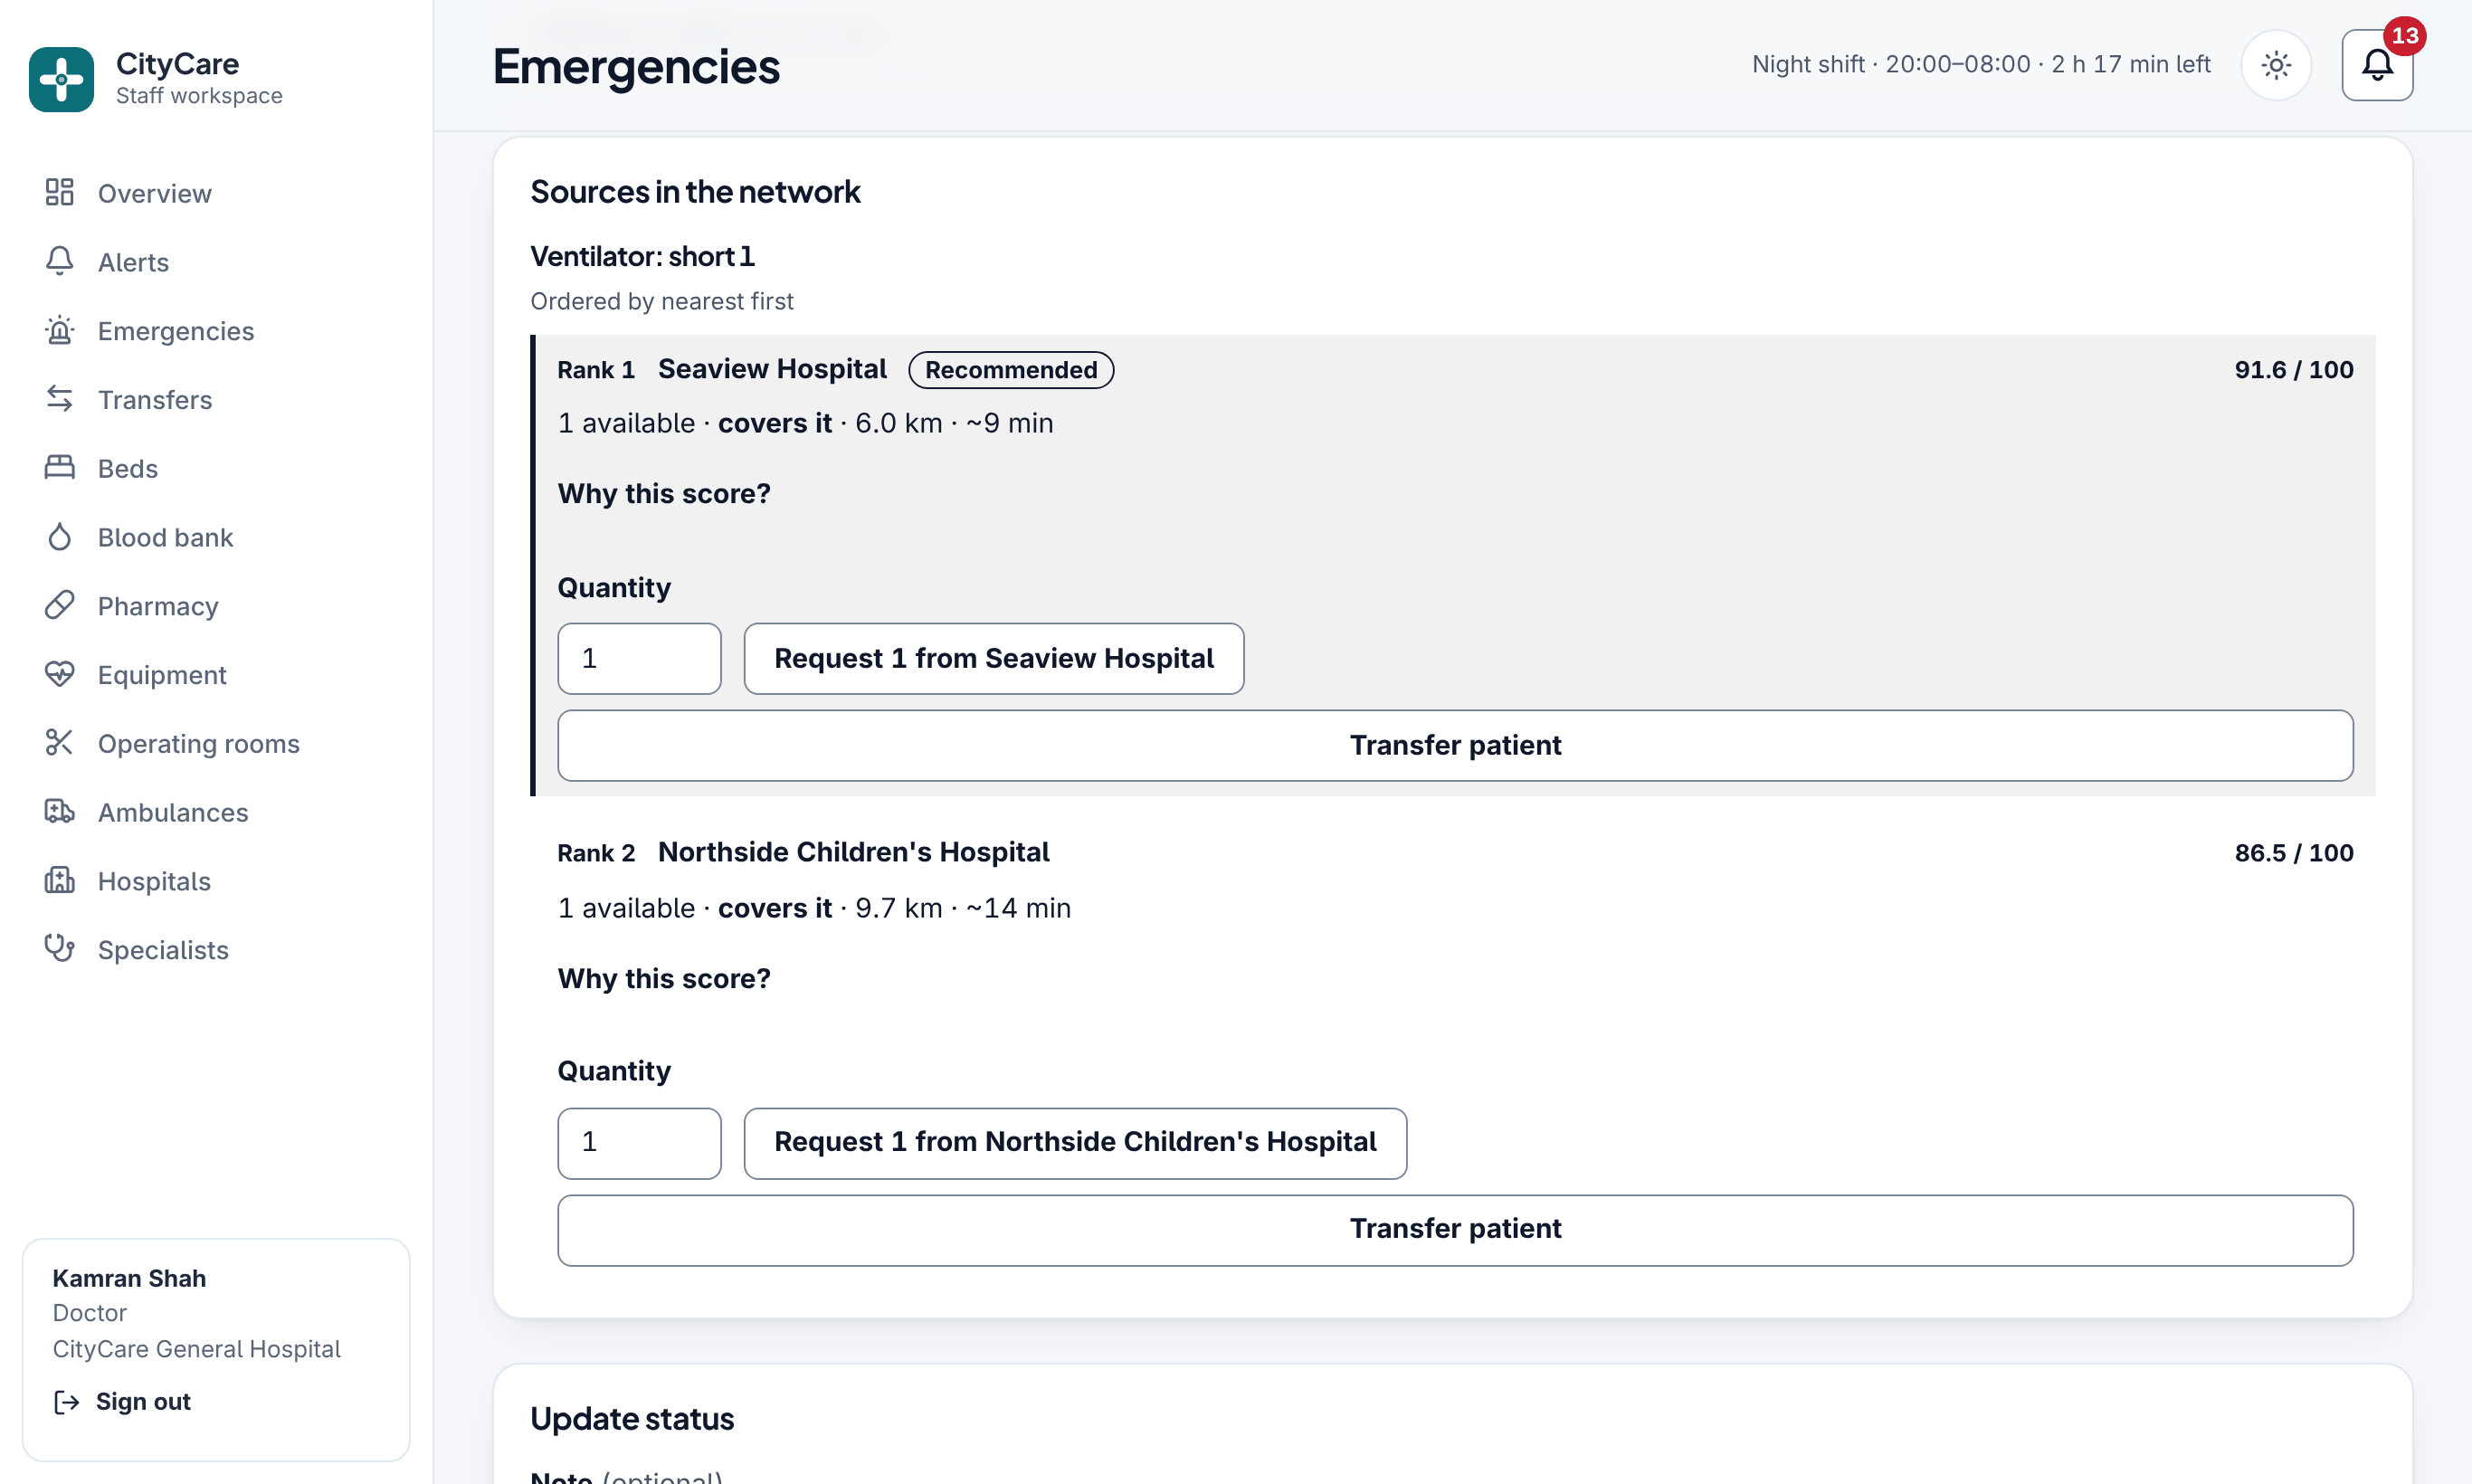 CityCare
Staff workspace
Overview
Alerts
Emergencies
Transfers
Beds
Blood bank
Pharmacy
Equipment
Operating rooms
Ambulances
Hospitals
Specialists
Kamran Shah
Doctor
CityCare General Hospital
Sign out
Emergencies
Night shift · 20:00–08:00 · 2 h 17 min left
13
Sources in the network
Ventilator: short 1
Ordered by nearest first
Rank 1 Seaview Hospital Recommended 91.6 / 100
1 available · covers it · 6.0 km · ~9 min
Why this score?
Quantity
1 Request 1 from Seaview Hospital
Transfer patient
Rank 2 Northside Children's Hospital 86.5 / 100
1 available · covers it · 9.7 km · ~14 min
Why this score?
Quantity
1 Request 1 from Northside Children's Hospital
Transfer patient
Update status
Note (optional)